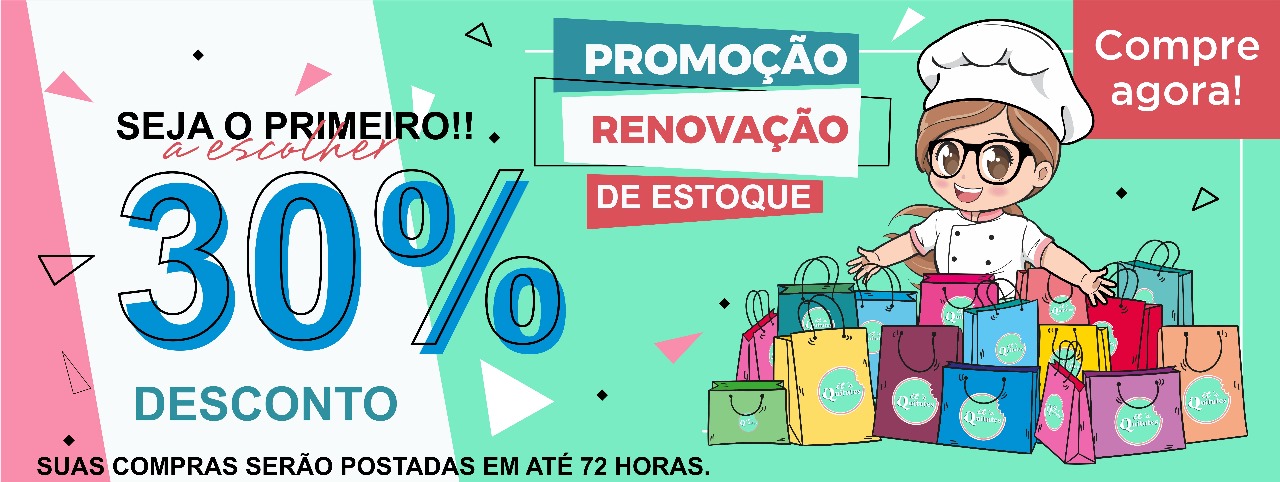 SEJA O PRIMEIRO!!
a escolher
30%
DESCONTO
SUAS COMPRAS SERÃO POSTADAS EM ATÉ 72 HORAS.
PROMOÇÃO
RENOVAÇÃO
DE ESTOQUE
Compre
agora!